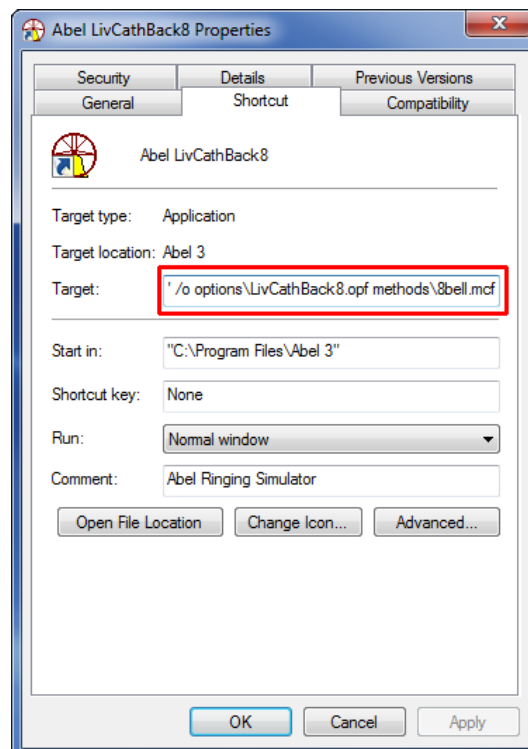 Abel LivCathBack8 Properties
Security Details Previous Versions
General Shortcut Compatibility
Abel LivCathBack8
Target type: Application
Target location: Abel 3
Target: ' /o options\LivCathBack8.opf methods\8bell.mcf
Start in: "C:\Program Files\Abel 3"
Shortcut key: None
Run: Normal window
Comment: Abel Ringing Simulator
Open File Location Change Icon... Advanced...
OK Cancel Apply